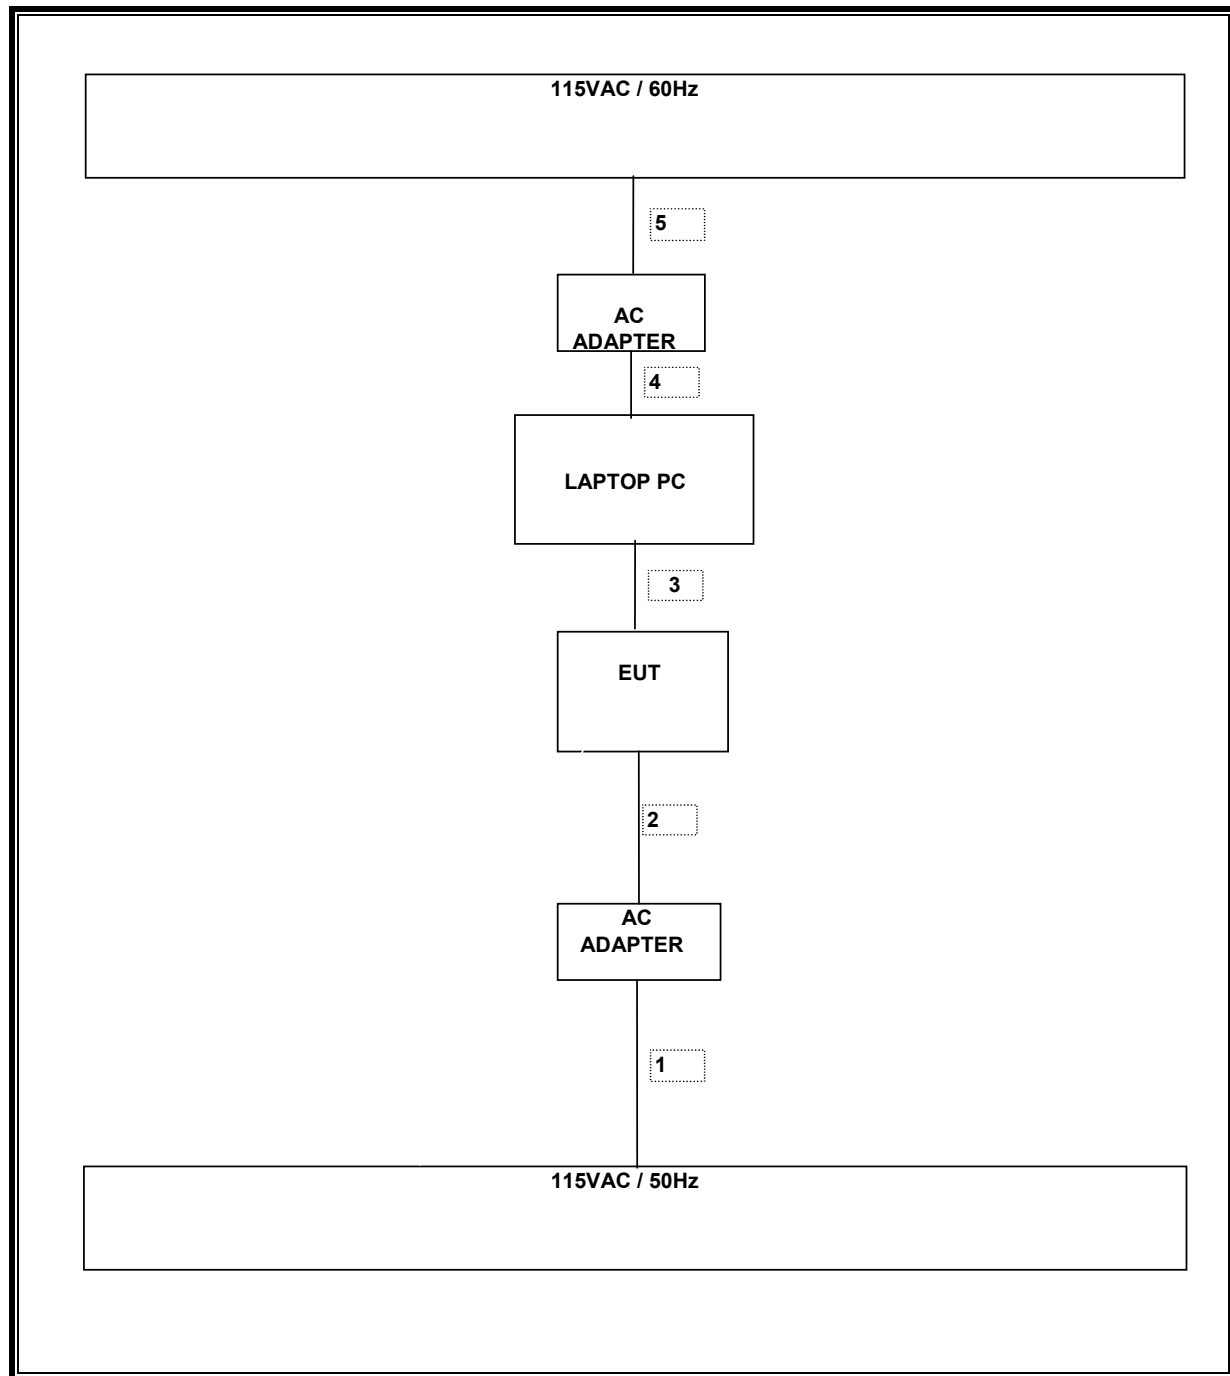 115VAC / 60Hz
5
AC
ADAPTER
4
LAPTOP PC
3
EUT
2
AC
ADAPTER
1
115VAC / 50Hz